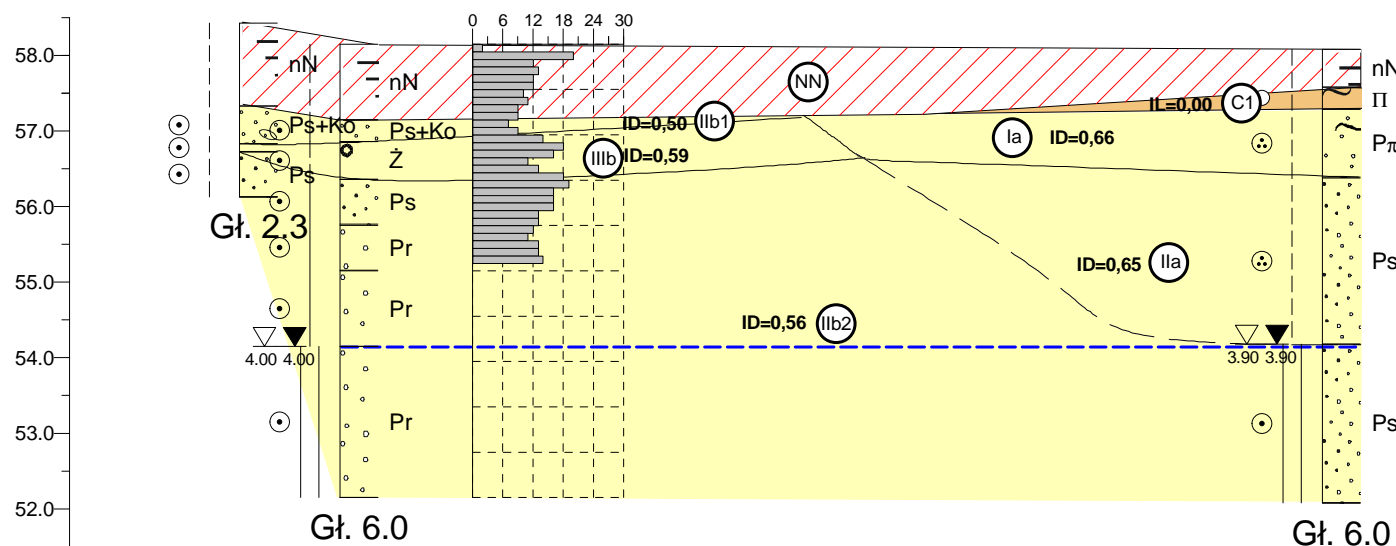 0 6 12 18 24 30
58.0
57.0
56.0
55.0
54.0
53.0
52.0
nN
Ps+Ko
Ps
Gł. 2.3
nN
Ps+Ko
Ż
Ps
Pr
Pr
Pr
Gł. 6.0
4.00 4.00
NN
ID=0,50 IIb1
IIIb ID=0,59
IL=0,00 C1
Ia ID=0,66
ID=0,65 IIa
ID=0,56 IIb2
3.90 3.90
nN
Π
Pπ
Ps
Ps
Gł. 6.0